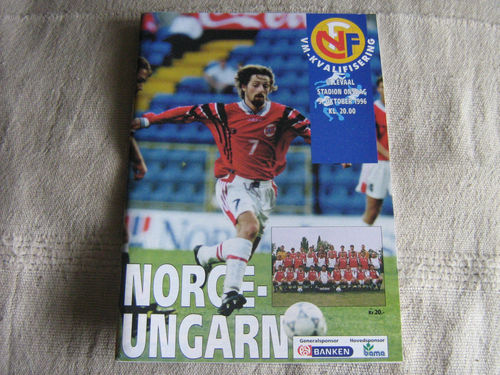 NFF
VM-KVALIFISERING
ULLEVAAL
STADION ONSDAG
9. OKTOBER 1996
KL. 20.00
7
7
NORGE-
UNGARN
Kr 20,-
Generalsponsor
Hovedsponsor
BANKEN
bama